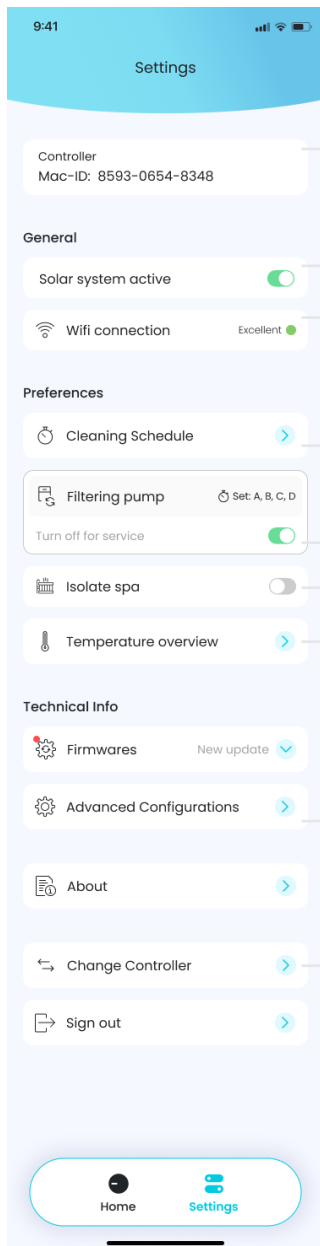 9:41
Settings
Controller
Mac-ID: 8593-0654-8348
General
Solar system active
Wifi connection Excellent
Preferences
Cleaning Schedule
Filtering pump Set: A, B, C, D
Turn off for service
Isolate spa
Temperature overview
Technical Info
Firmwares New update
Advanced Configurations
About
Change Controller
Sign out
Home Settings